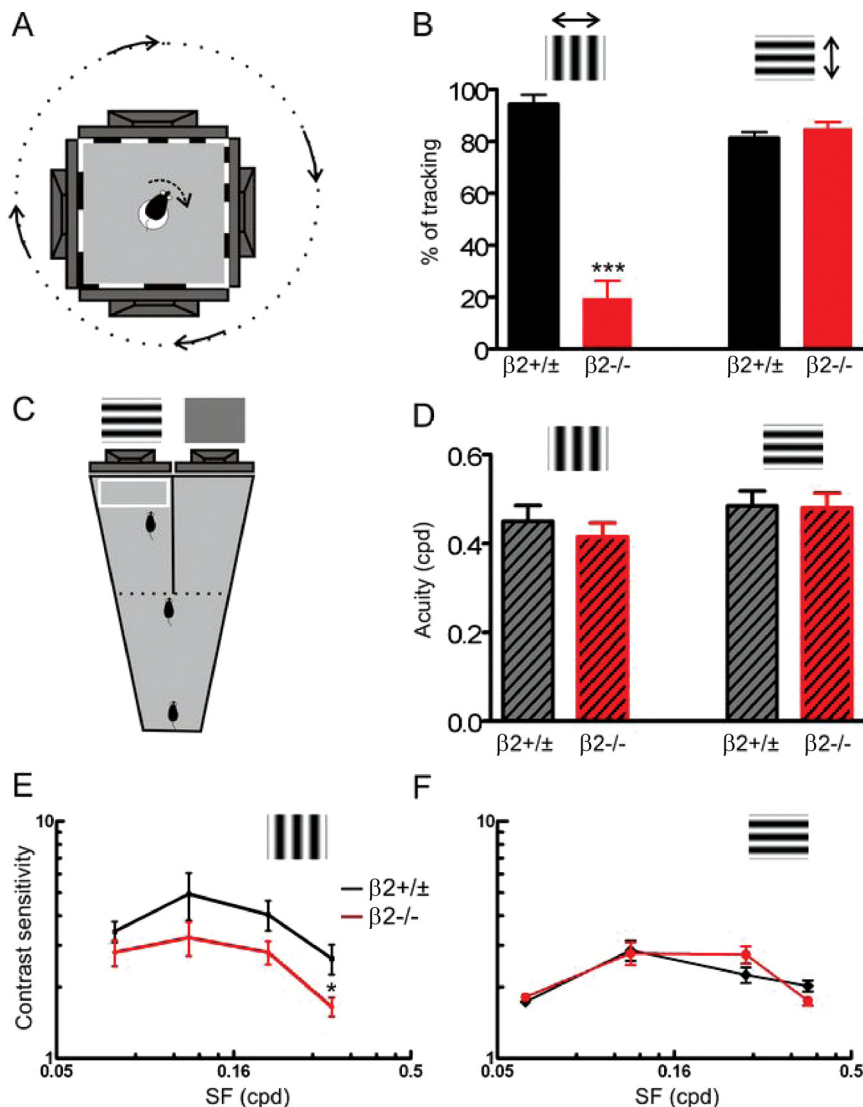 A
B
% of tracking
100
80
60
40
20
0
***
β2+/± β2-/- β2+/± β2-/-
C
D
Acuity (cpd)
0.6
0.4
0.2
0.0
β2+/± β2-/- β2+/± β2-/-
E
Contrast sensitivity
10
1
β2+/±
β2-/-
*
0.05 0.16 0.5
SF (cpd)
F
10
1
0.05 0.16 0.5
SF (cpd)